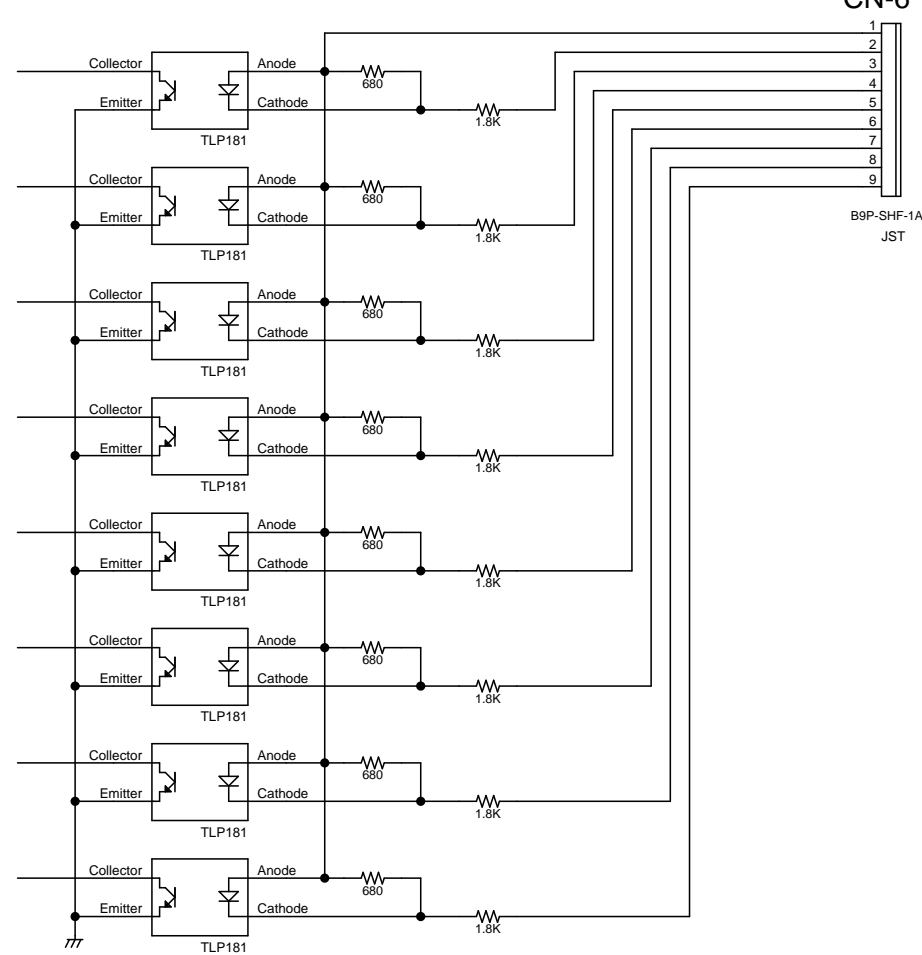 CN-6
1
2
3
4
5
6
7
8
9
B9P-SHF-1A
JST
Collector Anode
680
Emitter Cathode
1.8K
TLP181
Collector Anode
680
Emitter Cathode
1.8K
TLP181
Collector Anode
680
Emitter Cathode
1.8K
TLP181
Collector Anode
680
Emitter Cathode
1.8K
TLP181
Collector Anode
680
Emitter Cathode
1.8K
TLP181
Collector Anode
680
Emitter Cathode
1.8K
TLP181
Collector Anode
680
Emitter Cathode
1.8K
TLP181
Collector Anode
680
Emitter Cathode
1.8K
TLP181